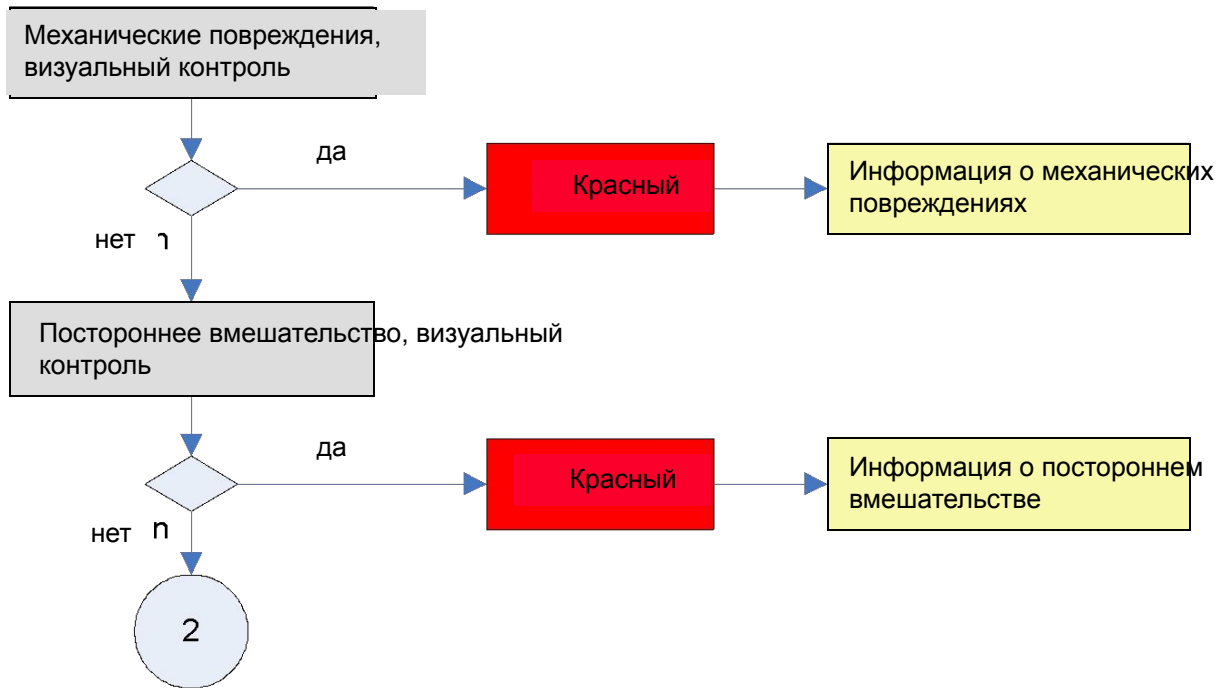 Механические повреждения,
визуальный контроль
да
Красный
Информация о механических
повреждениях
нет n
Постороннее вмешательство, визуальный
контроль
да
Красный
Информация о постороннем
вмешательстве
нет n
2